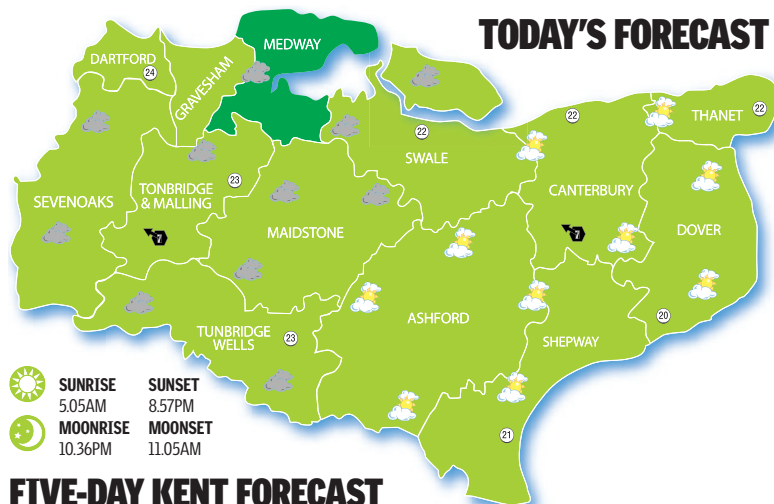 TODAY'S FORECAST
MEDWAY
DARTFORD
24
GRAVESHAM
22
22
THANET
22
SWALE
TONBRIDGE
& MALLING
23
SEVENOAKS
CANTERBURY
MAIDSTONE
DOVER
7
7
ASHFORD
20
TUNBRIDGE
WELLS
23
SHEPWAY
21
SUNRISE SUNSET
5.05AM 8.57PM
MOONRISE MOONSET
10.36PM 11.05AM
FIVE-DAY KENT FORECAST